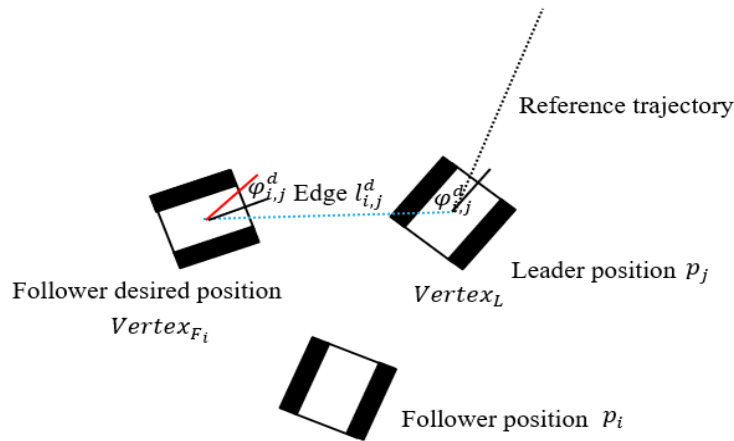 Reference trajectory
φ^d_{i,j} Edge l^d_{i,j}
φ^d_{i,j}
Leader position p_j
Vertex_L
Follower desired position
Vertex_{F_i}
Follower position p_i